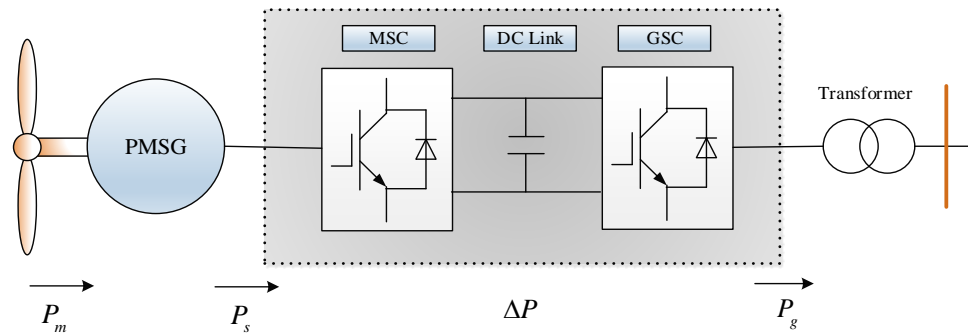 MSC
DC Link
GSC
Transformer
PMSG
P_m
P_s
ΔP
P_g